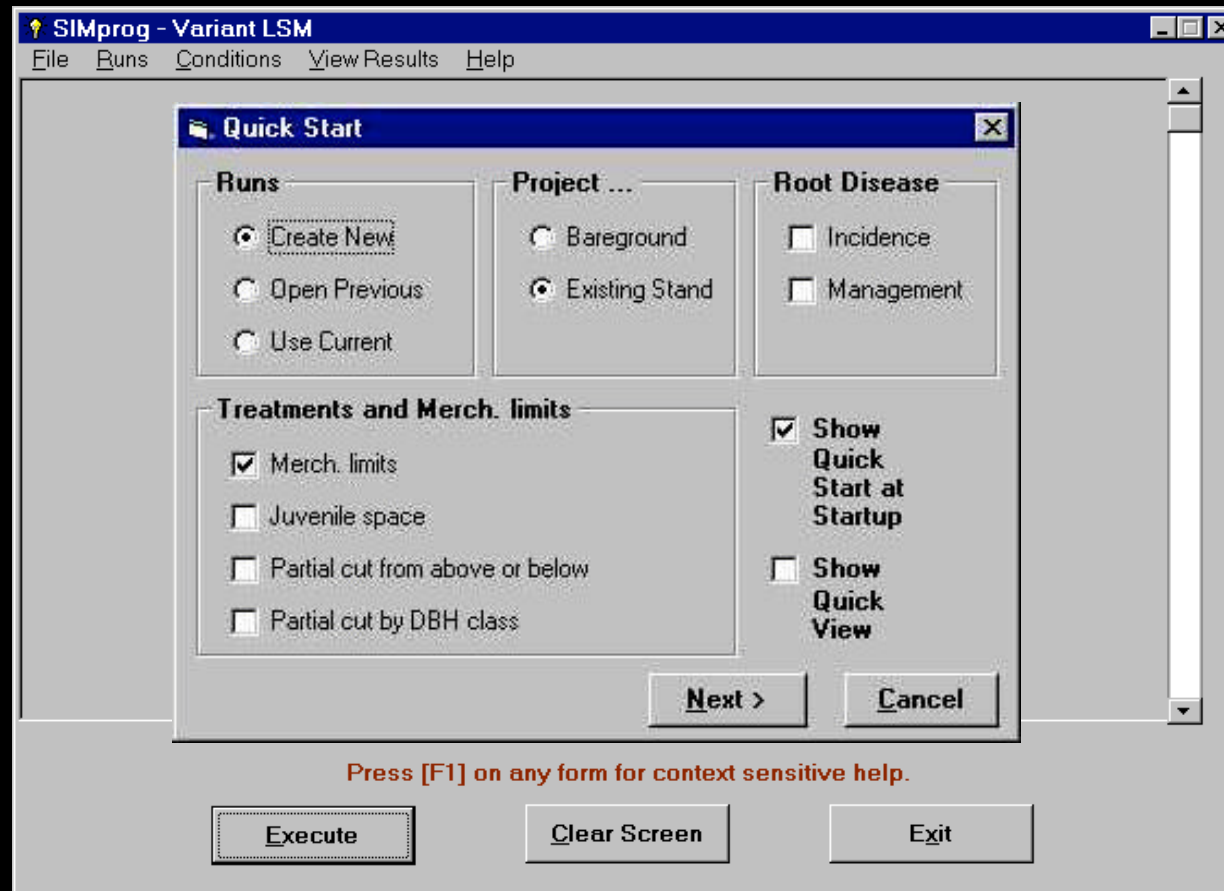 SIMprog - Variant LSM
File Runs Conditions View Results Help
Quick Start
Runs
Create New
Open Previous
Use Current
Project ...
Bareground
Existing Stand
Root Disease
Incidence
Management
Treatments and Merch. limits
Merch. limits
Juvenile space
Partial cut from above or below
Partial cut by DBH class
Show
Quick
Start at
Startup
Show
Quick
View
Next >
Cancel
Press [F1] on any form for context sensitive help.
Execute
Clear Screen
Exit